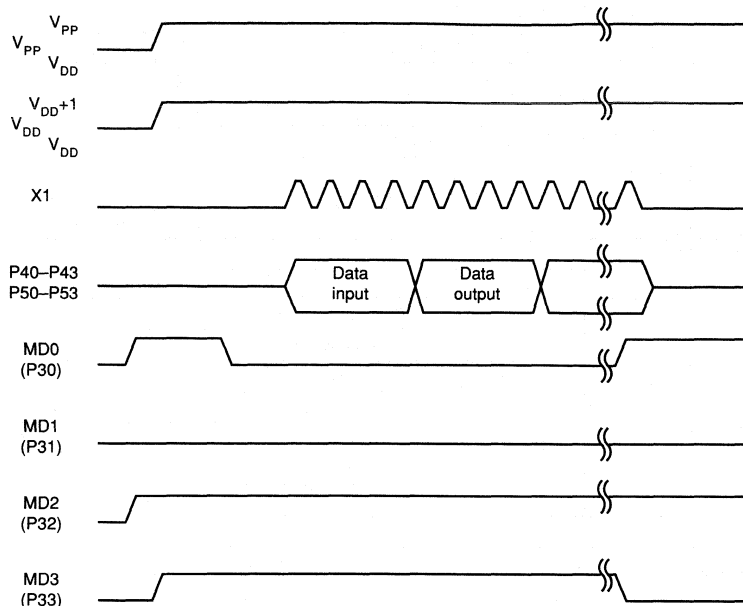 VPP
VPP
VDD
VDD+1
VDD
VDD
X1
P40–P43
P50–P53
Data
input
Data
output
MD0
(P30)
MD1
(P31)
MD2
(P32)
MD3
(P33)